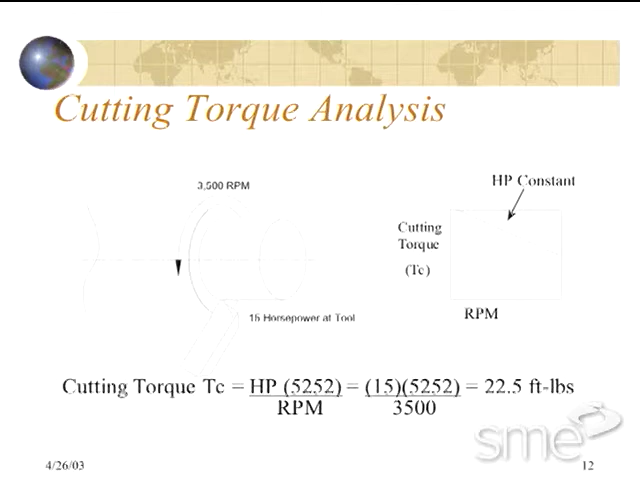 Cutting Torque Analysis
3,500 RPM
HP Constant
Cutting
Torque
(Tc)
15 Horsepower at Tool
RPM
Cutting Torque Tc = HP (5252) = (15)(5252) = 22.5 ft-lbs
RPM 3500
sme
4/26/03
12